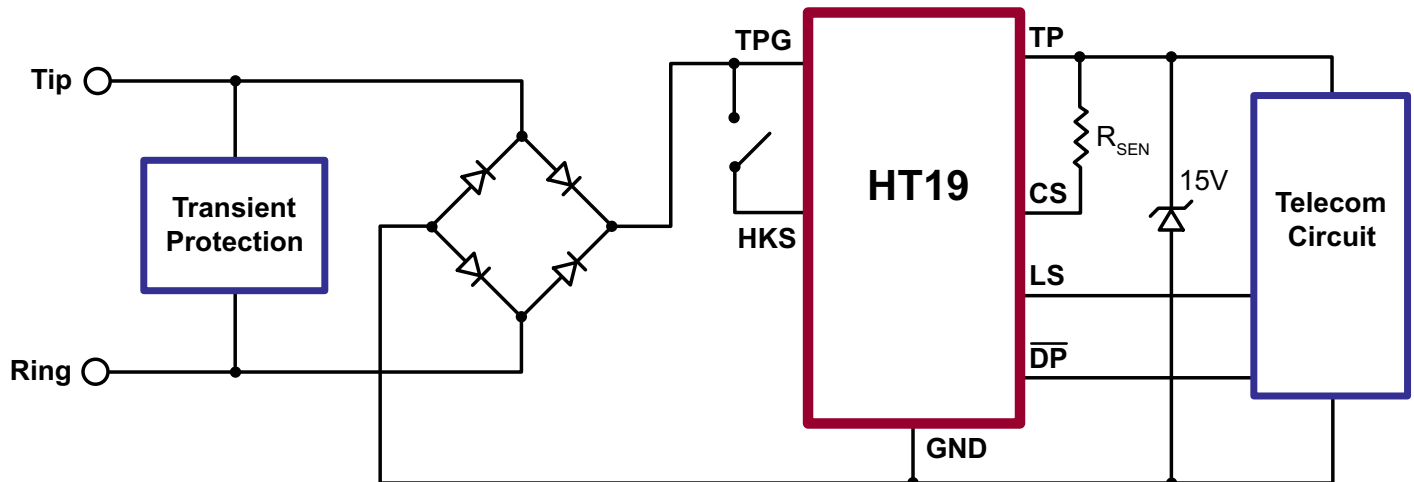 Tip
Transient
Protection
Ring
TPG
HKS
HT19
GND
TP
CS
LS
DP
RSEN
15V
Telecom
Circuit